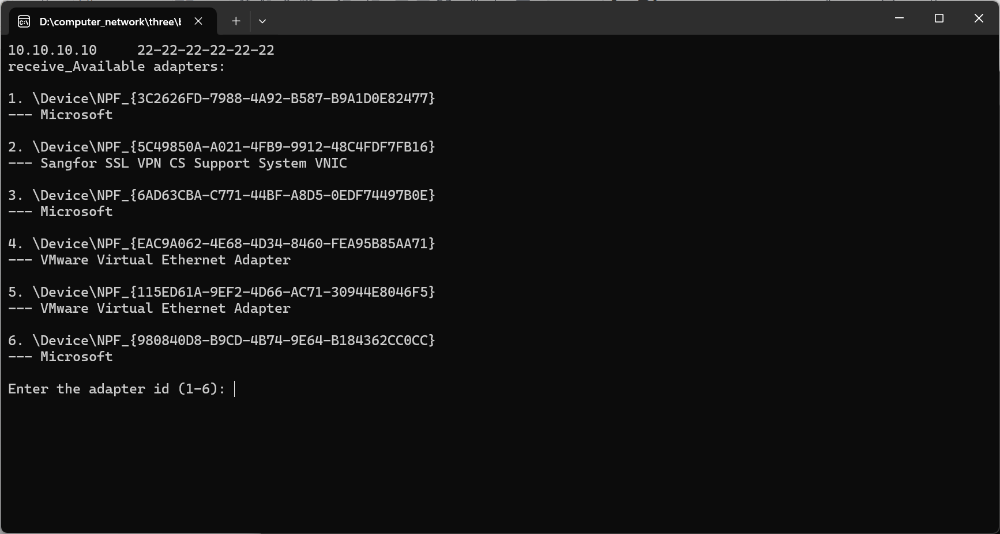 D:\computer_network\three\b
10.10.10.10     22-22-22-22-22-22
receive_Available adapters:
1. \Device\NPF_{3C2626FD-7988-4A92-B587-B9A1D0E82477}
--- Microsoft
2. \Device\NPF_{5C49850A-A021-4FB9-9912-48C4FDF7FB16}
--- Sangfor SSL VPN CS Support System VNIC
3. \Device\NPF_{6AD63CBA-C771-44BF-A8D5-0EDF74497B0E}
--- Microsoft
4. \Device\NPF_{EAC9A062-4E68-4D34-8460-FEA95B85AA71}
--- VMware Virtual Ethernet Adapter
5. \Device\NPF_{115ED61A-9EF2-4D66-AC71-30944E8046F5}
--- VMware Virtual Ethernet Adapter
6. \Device\NPF_{980840D8-B9CD-4B74-9E64-B184362CC0CC}
--- Microsoft
Enter the adapter id (1-6):